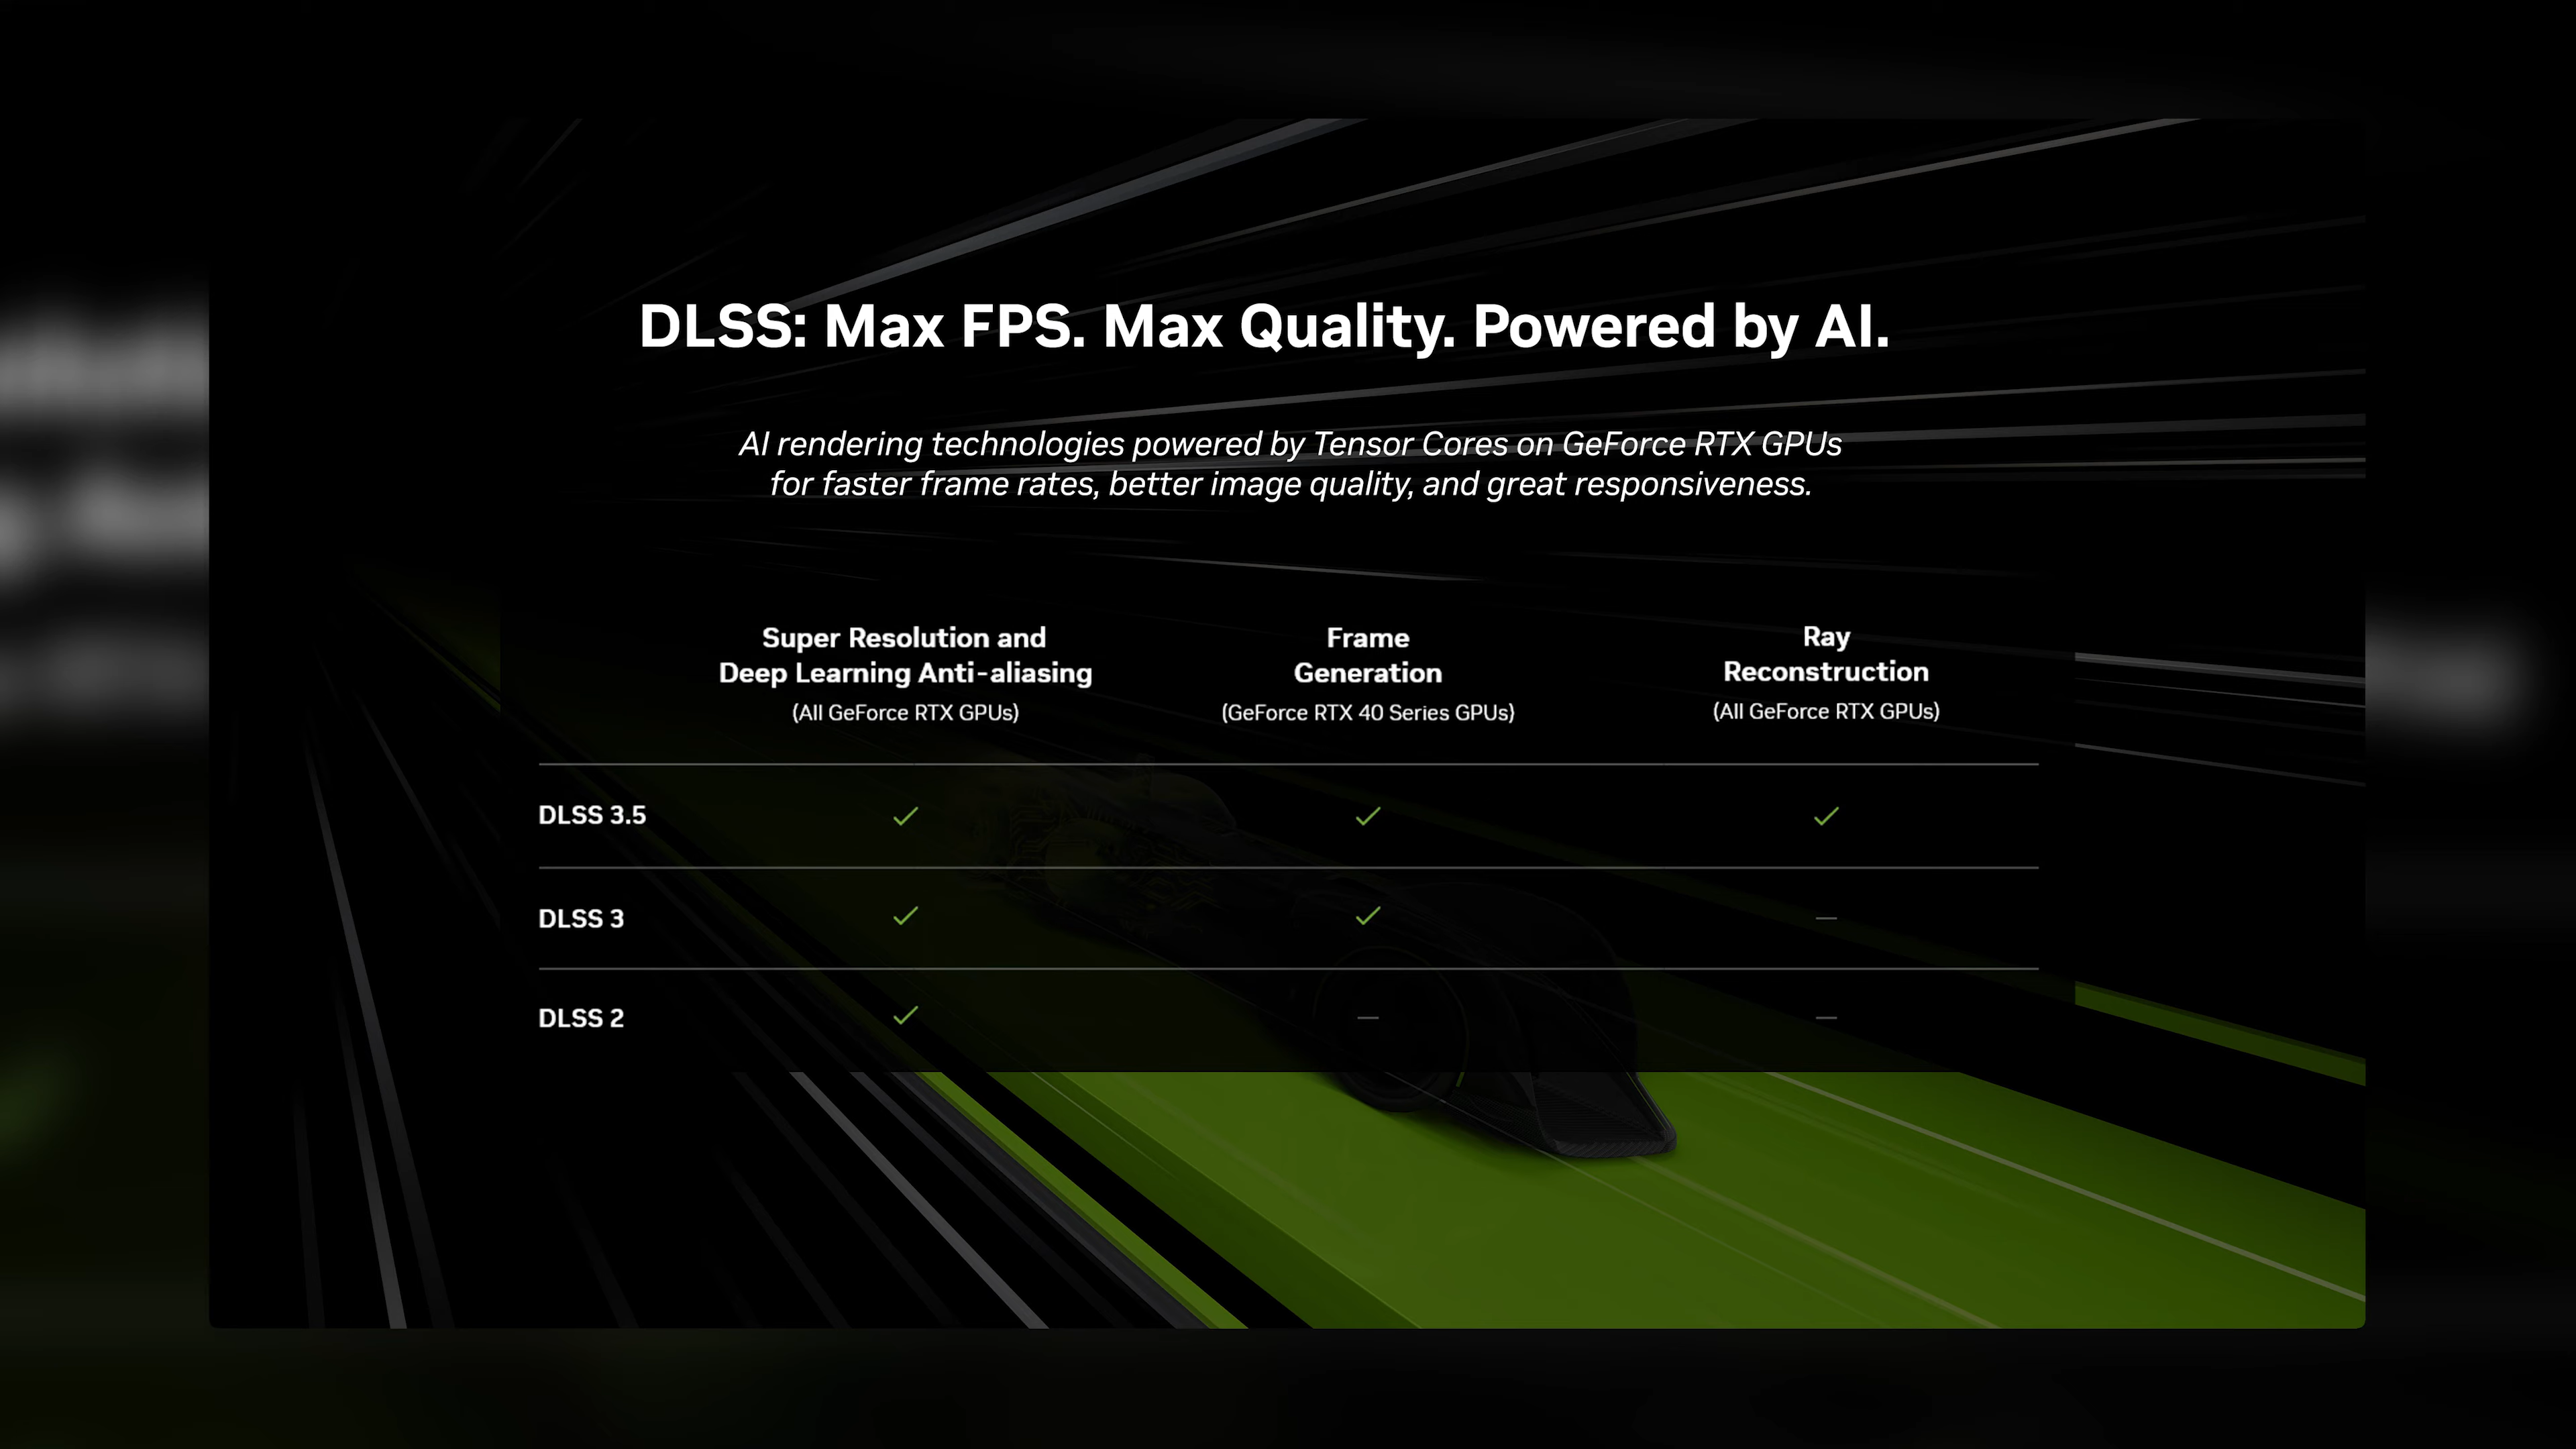 DLSS: Max FPS. Max Quality. Powered by AI.
AI rendering technologies powered by Tensor Cores on GeForce RTX GPUs
for faster frame rates, better image quality, and great responsiveness.
Super Resolution and
Deep Learning Anti-aliasing
(All GeForce RTX GPUs)
Frame
Generation
(GeForce RTX 40 Series GPUs)
Ray
Reconstruction
(All GeForce RTX GPUs)
DLSS 3.5 ✓ ✓ ✓
DLSS 3 ✓ ✓ —
DLSS 2 ✓ — —